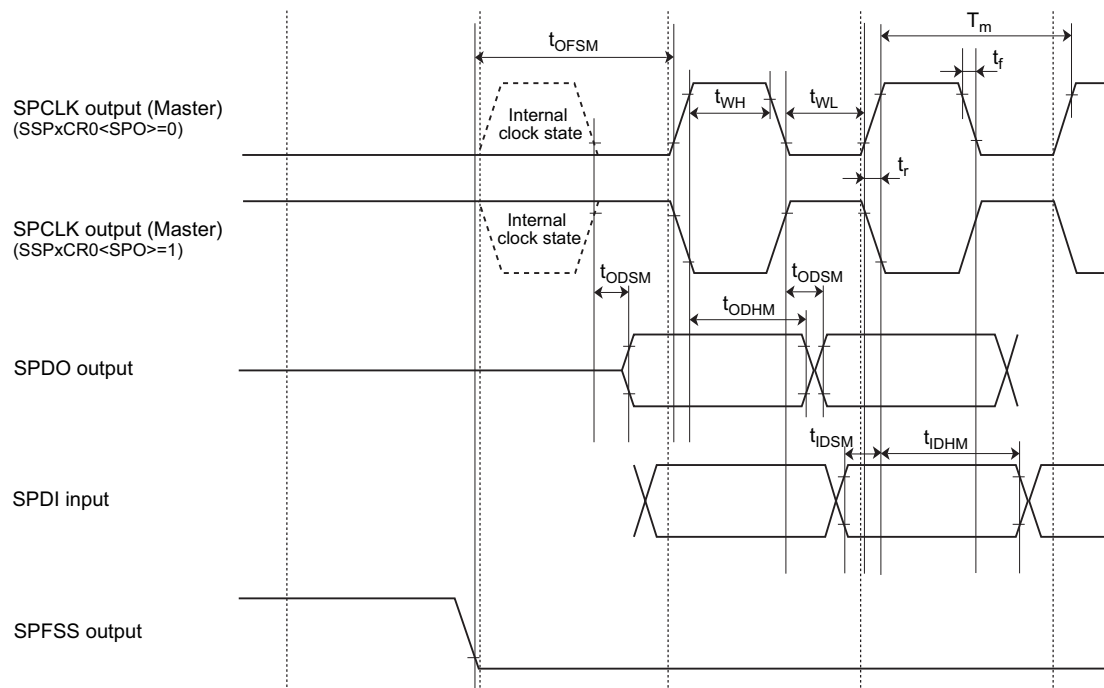 T_m
t_OFSM
t_f
SPCLK output (Master)
(SSPxCR0<SPO>=0)
Internal
clock state
t_WH
t_WL
t_r
SPCLK output (Master)
(SSPxCR0<SPO>=1)
Internal
clock state
t_ODSM
t_ODSM
t_ODHM
SPDO output
t_IDSM
t_IDHM
SPDI input
SPFSS output